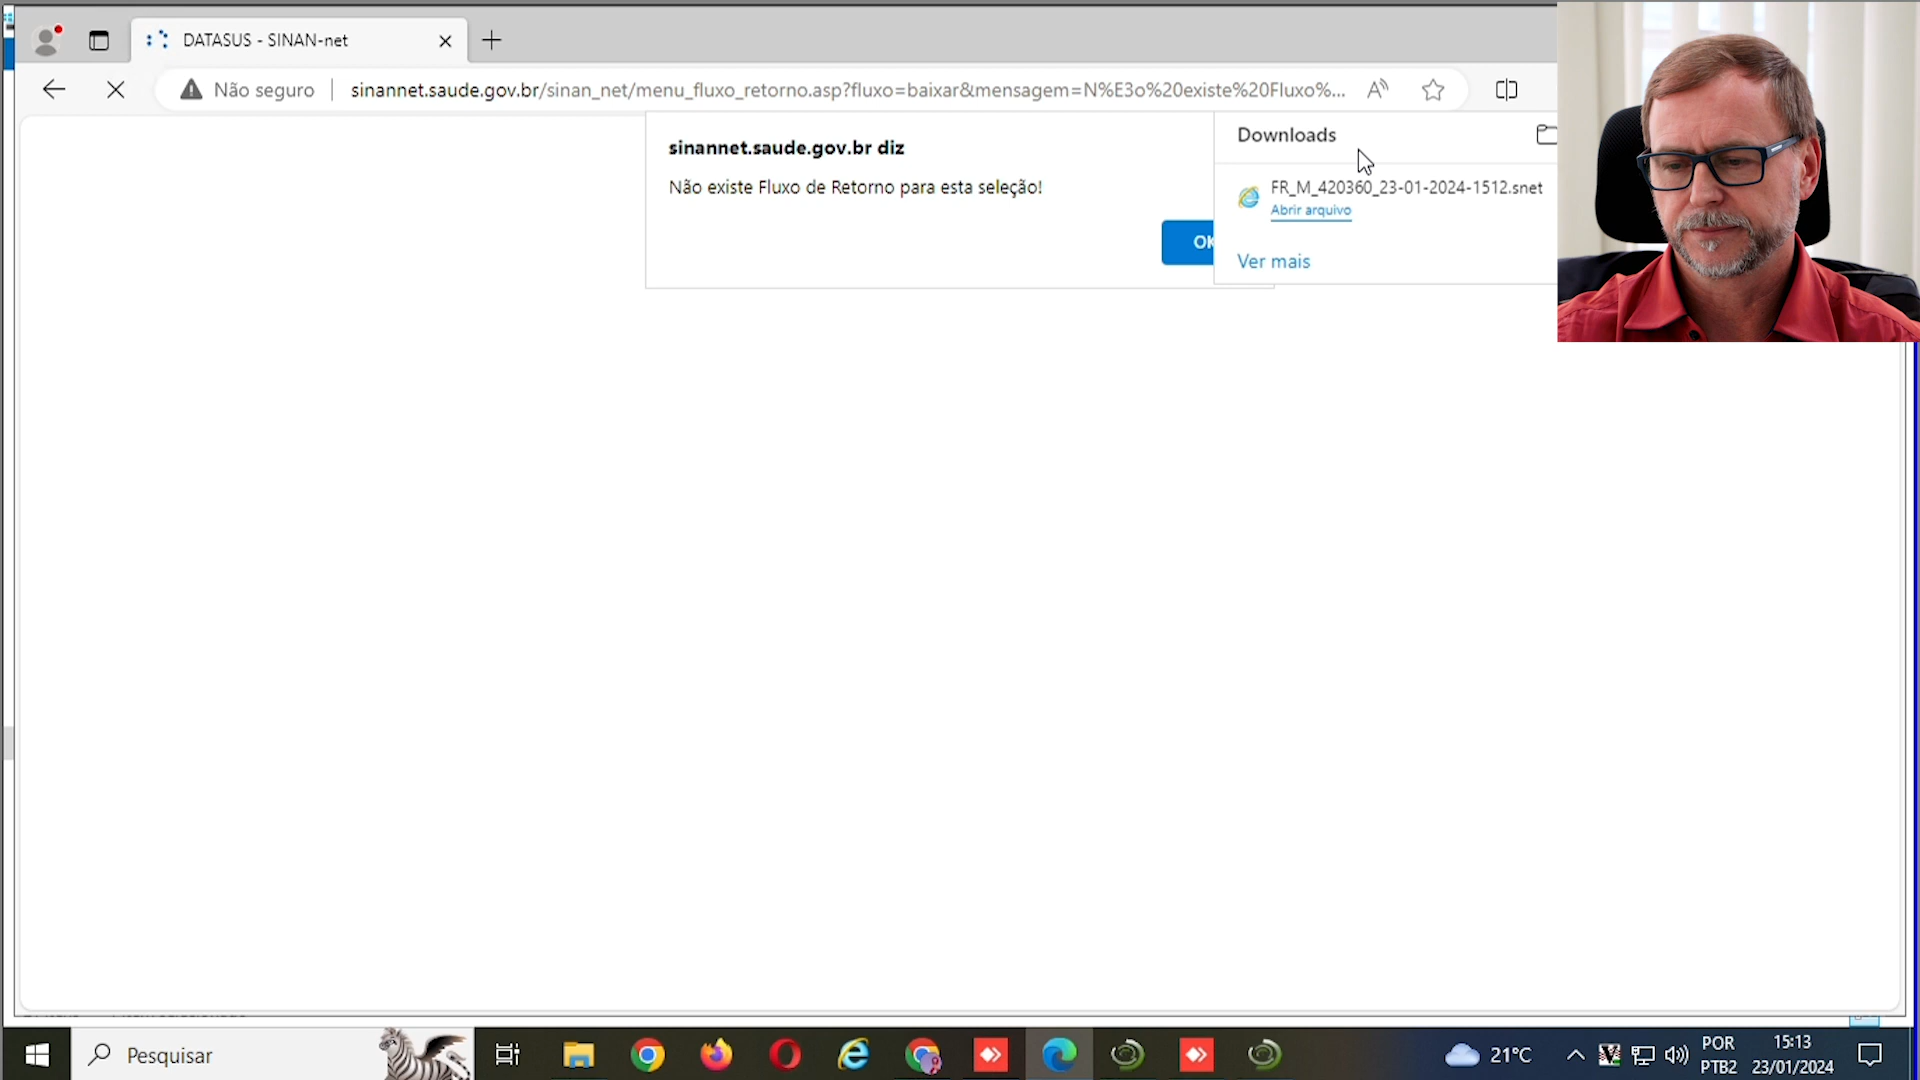 DATASUS - SINAN-net
Não seguro
sinannet.saude.gov.br/sinan_net/menu_fluxo_retorno.asp?fluxo=baixar&mensagem=N%E3o%20existe%20Fluxo%...
sinannet.saude.gov.br diz
Não existe Fluxo de Retorno para esta seleção!
OK
Downloads
FR_M_420360_23-01-2024-1512.snet
Abrir arquivo
Ver mais
Pesquisar
21°C
POR
PTB2
15:13
23/01/2024